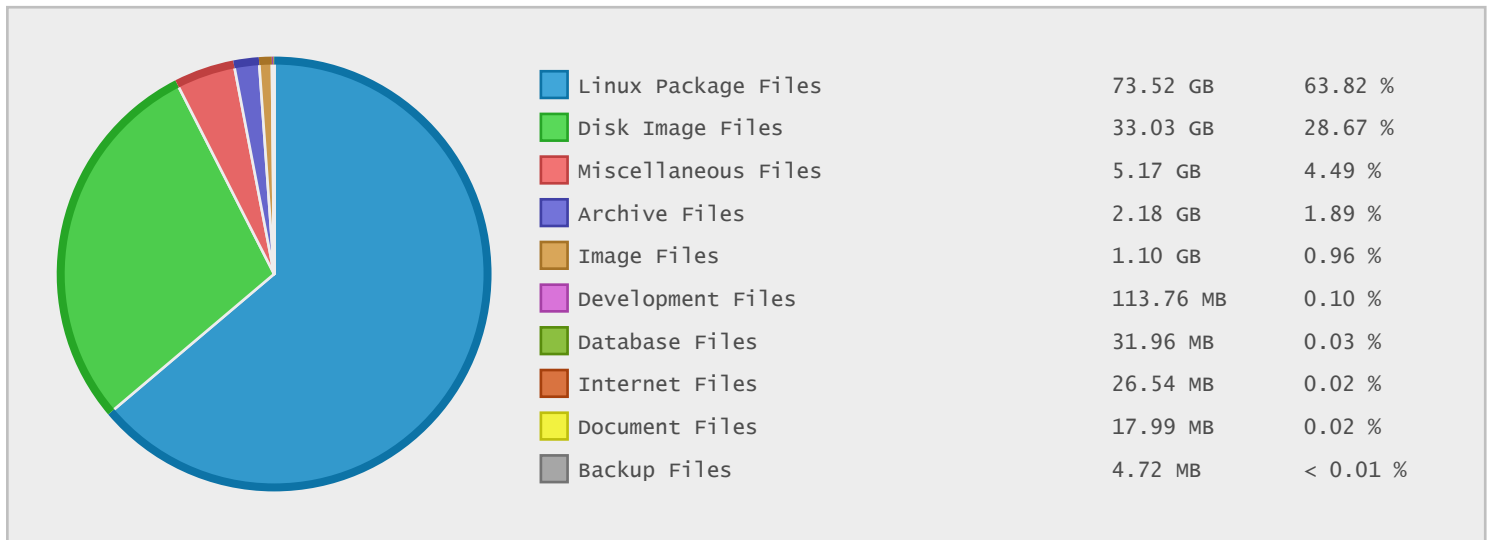 Linux Package Files 73.52 GB 63.82 %
Disk Image Files 33.03 GB 28.67 %
Miscellaneous Files 5.17 GB 4.49 %
Archive Files 2.18 GB 1.89 %
Image Files 1.10 GB 0.96 %
Development Files 113.76 MB 0.10 %
Database Files 31.96 MB 0.03 %
Internet Files 26.54 MB 0.02 %
Document Files 17.99 MB 0.02 %
Backup Files 4.72 MB < 0.01 %